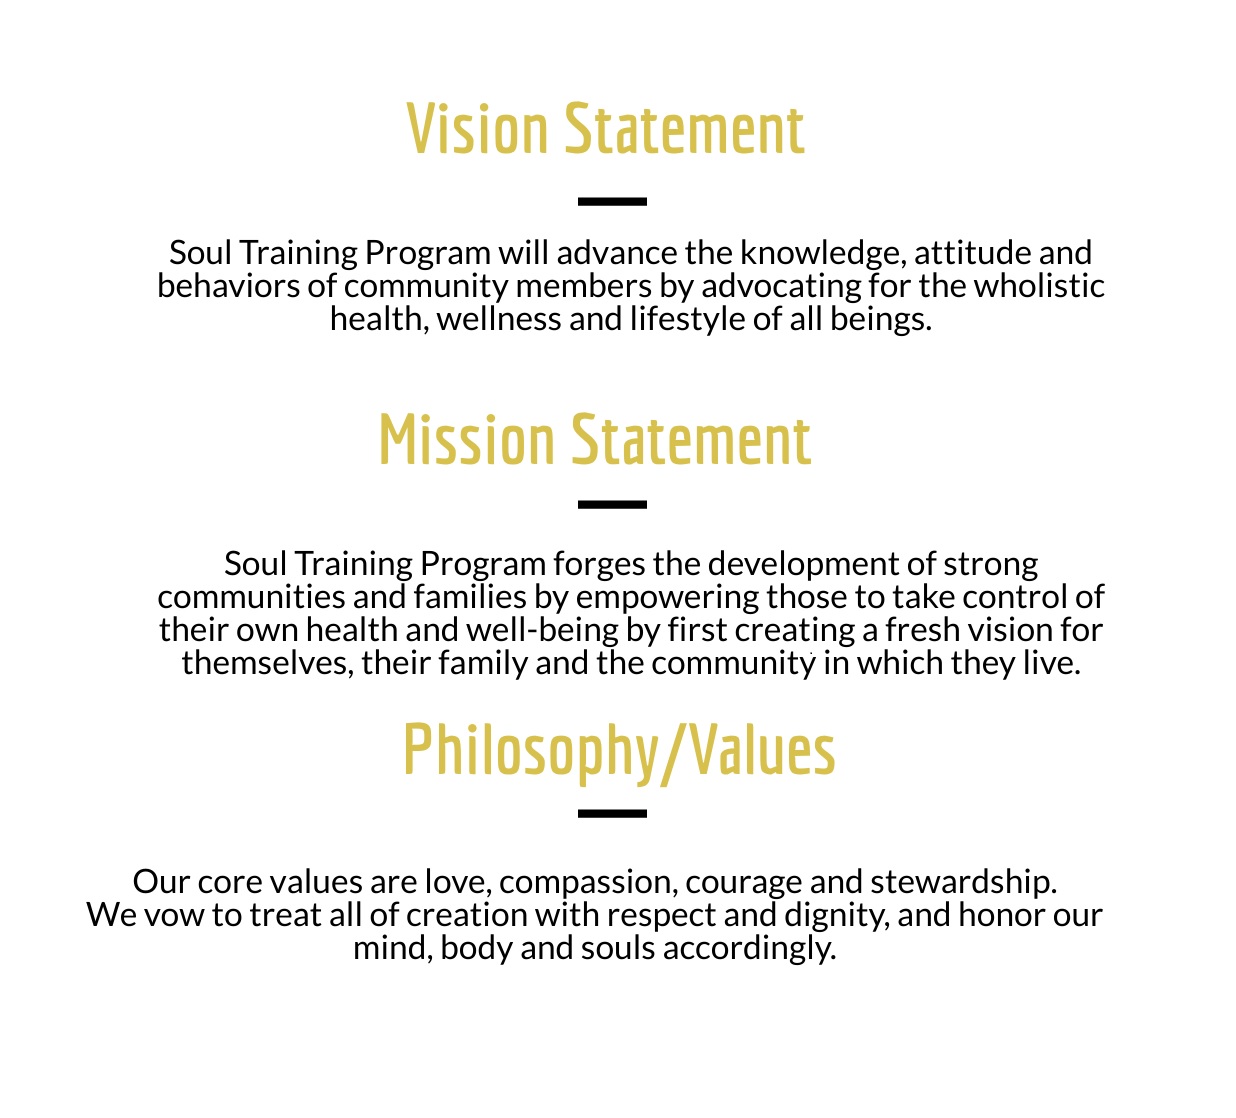 Vision Statement
Soul Training Program will advance the knowledge, attitude and
behaviors of community members by advocating for the wholistic
health, wellness and lifestyle of all beings.
Mission Statement
Soul Training Program forges the development of strong
communities and families by empowering those to take control of
their own health and well-being by first creating a fresh vision for
themselves, their family and the community in which they live.
Philosophy/Values
Our core values are love, compassion, courage and stewardship.
We vow to treat all of creation with respect and dignity, and honor our
mind, body and souls accordingly.